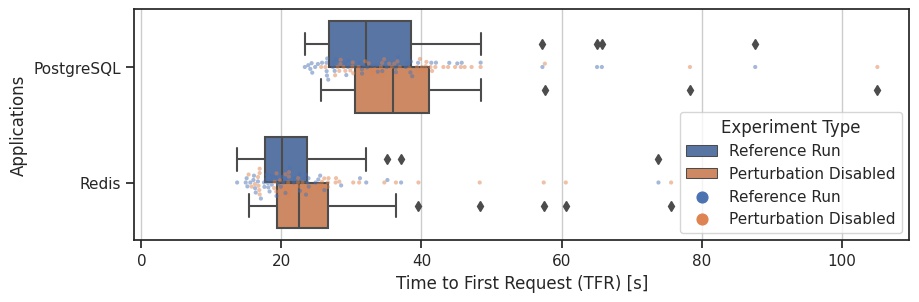 Applications
PostgreSQL
Redis
Experiment Type
Reference Run
Perturbation Disabled
Reference Run
Perturbation Disabled
0 20 40 60 80 100
Time to First Request (TFR) [s]